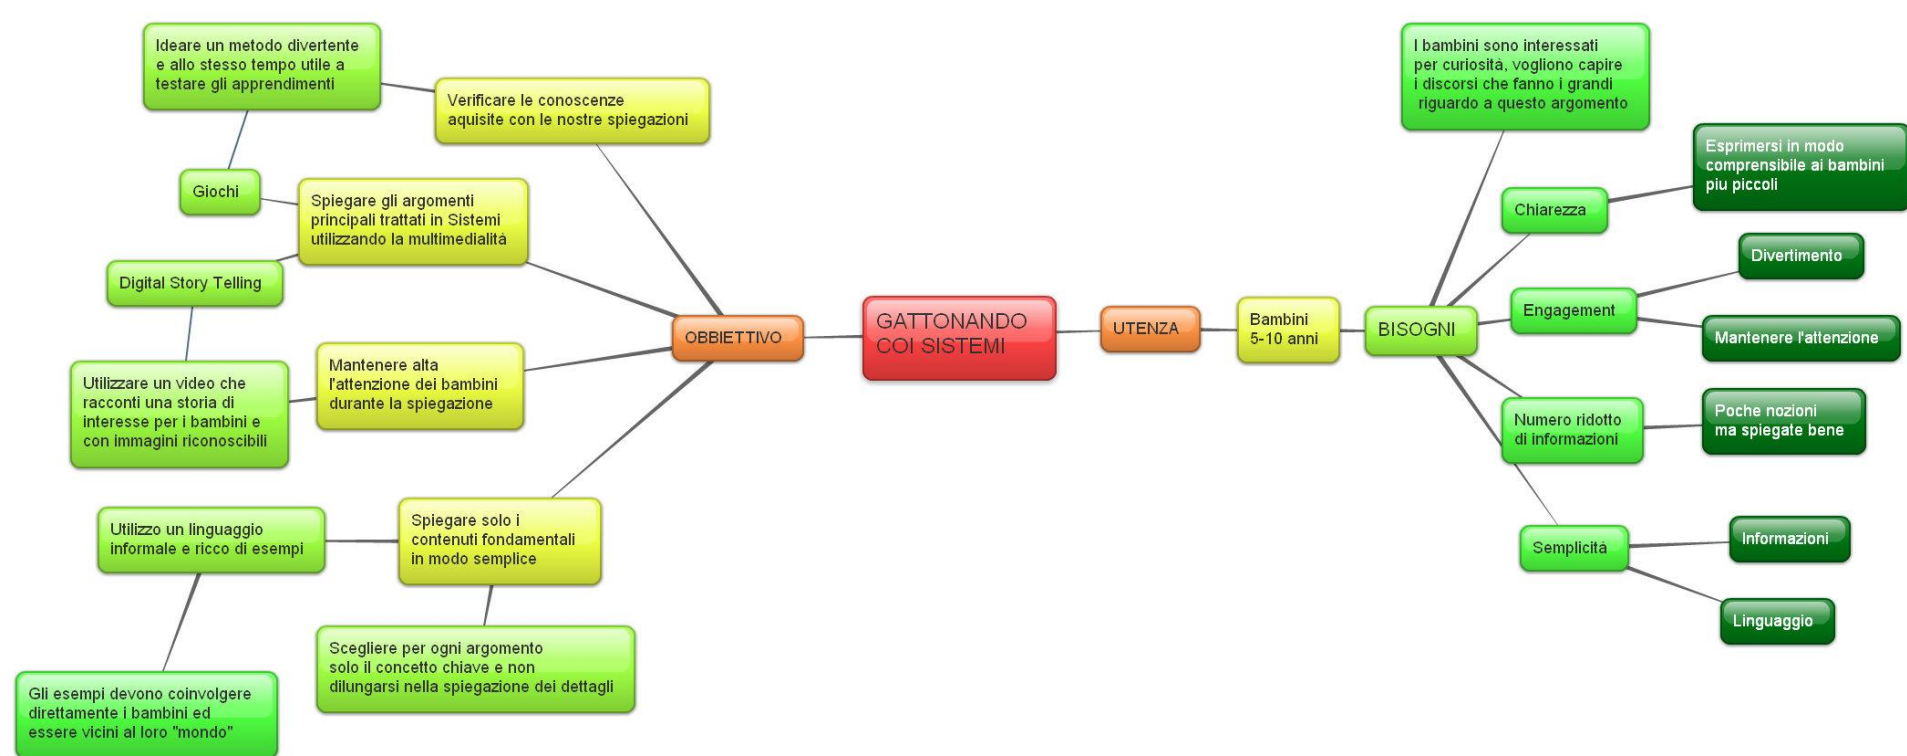 Ideare un metodo divertente
e allo stesso tempo utile a
testare gli apprendimenti
Verificare le conoscenze
aquisite con le nostre spiegazioni
Giochi
Spiegare gli argomenti
principali trattati in Sistemi
utilizzando la multimedialità
Digital Story Telling
Utilizzare un video che
racconti una storia di
interesse per i bambini e
con immagini riconoscibili
Mantenere alta
l'attenzione dei bambini
durante la spiegazione
Utilizzo un linguaggio
informale e ricco di esempi
Spiegare solo i
contenuti fondamentali
in modo semplice
Scegliere per ogni argomento
solo il concetto chiave e non
dilungarsi nella spiegazione dei dettagli
Gli esempi devono coinvolgere
direttamente i bambini ed
essere vicini al loro "mondo"
OBBIETTIVO
GATTONANDO
COI SISTEMI
UTENZA
Bambini
5-10 anni
BISOGNI
I bambini sono interessati
per curiosità, vogliono capire
i discorsi che fanno i grandi
riguardo a questo argomento
Chiarezza
Esprimersi in modo
comprensibile ai bambini
piu piccoli
Engagement
Divertimento
Mantenere l'attenzione
Numero ridotto
di informazioni
Poche nozioni
ma spiegate bene
Semplicità
Informazioni
Linguaggio